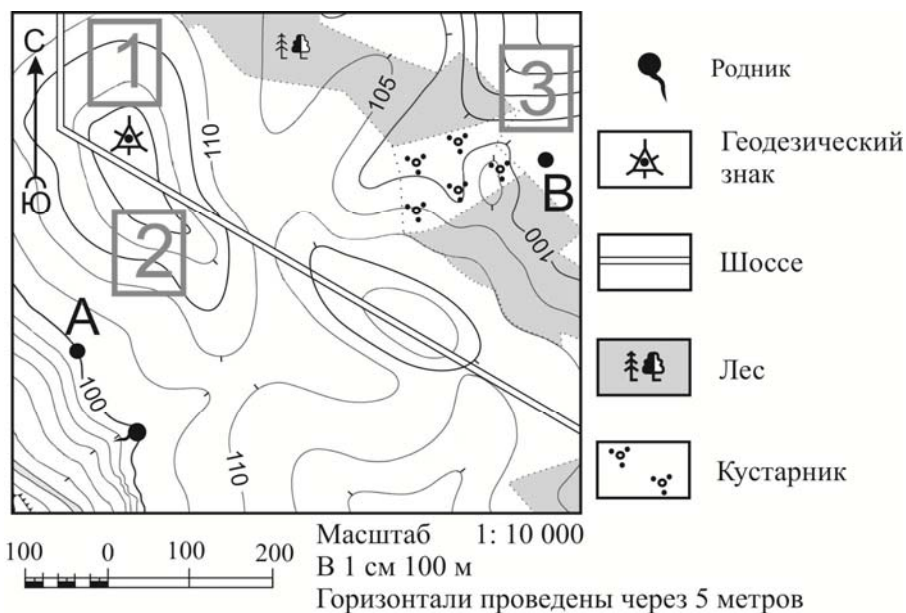 С
Ю
1
2
3
110
105
100
А
В
100
110
110
Родник
Геодезический
знак
Шоссе
Лес
Кустарник
100 0 100 200
Масштаб 1: 10 000
В 1 см 100 м
Горизонтали проведены через 5 метров